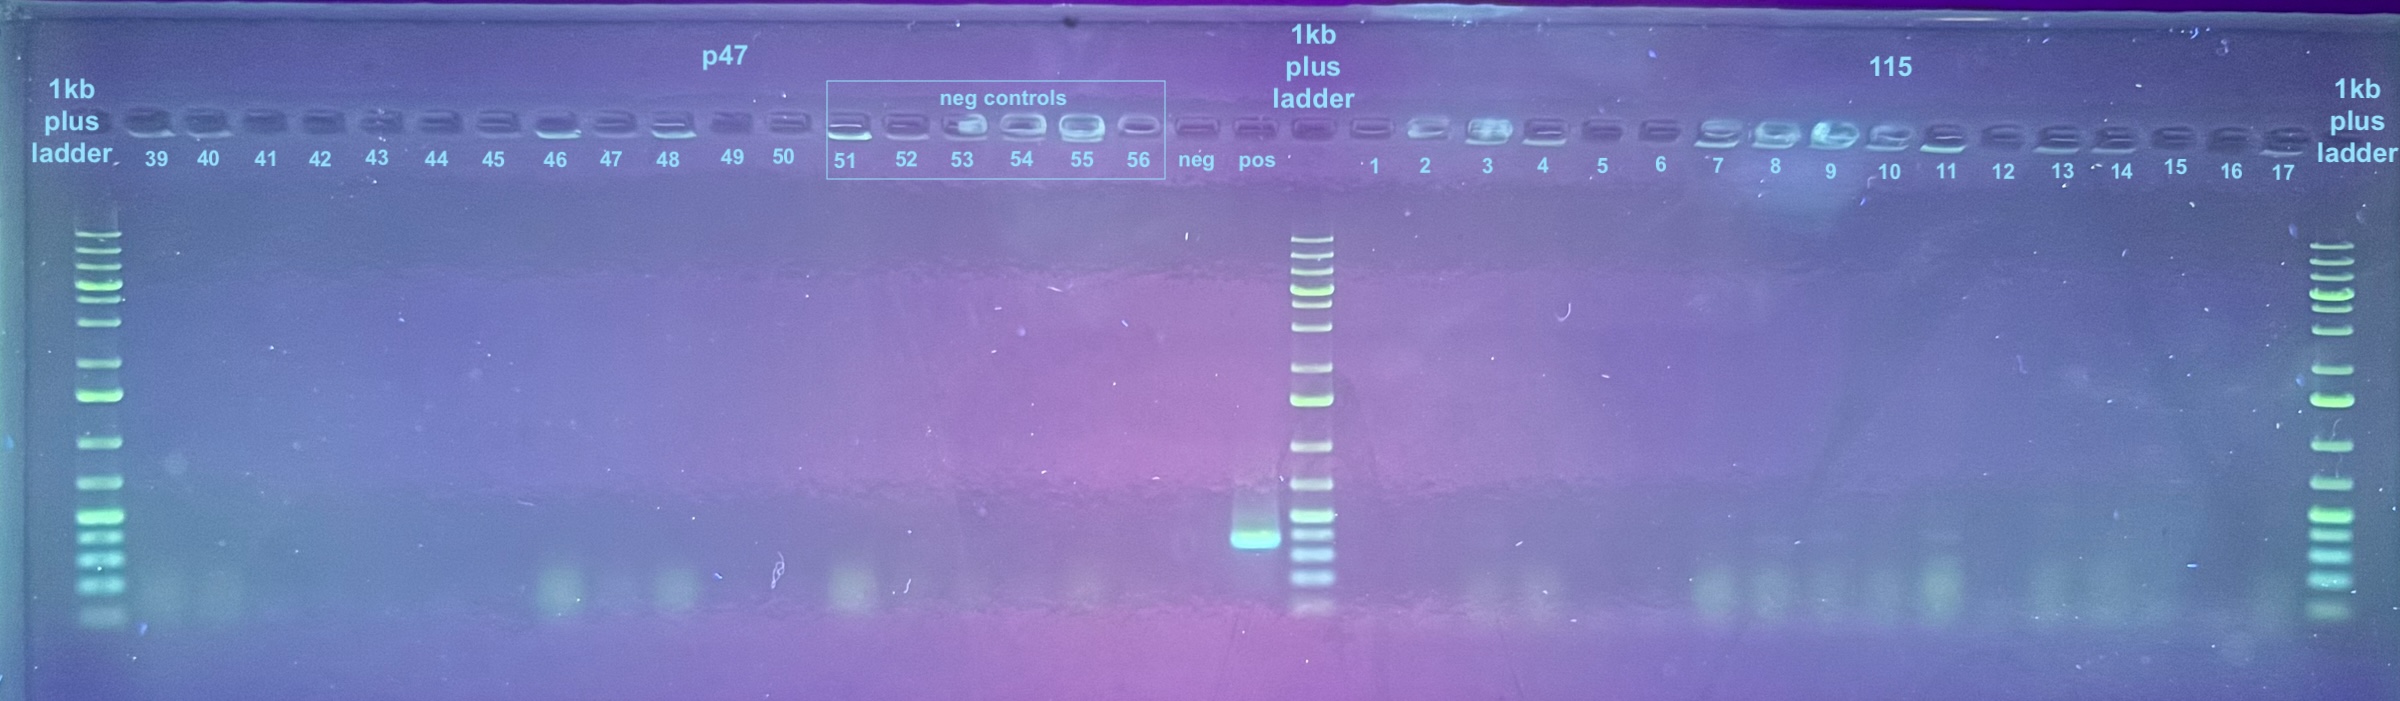 p47
115
1kb
plus
ladder
neg controls
1kb
plus
ladder
1kb
plus
ladder
39 40 41 42 43 44 45 46 47 48 49 50 51 52 53 54 55 56 neg pos
1 2 3 4 5 6 7 8 9 10 11 12 13 14 15 16 17